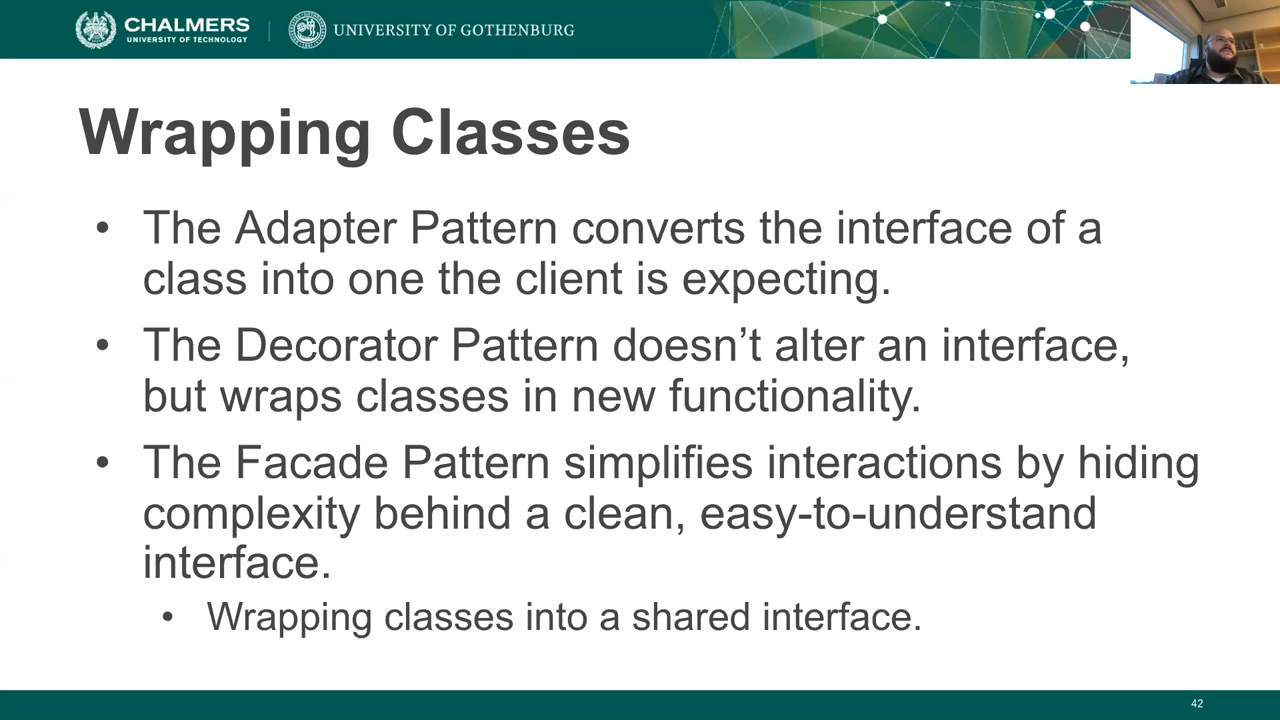 CHALMERS
UNIVERSITY OF TECHNOLOGY
UNIVERSITY OF GOTHENBURG
Wrapping Classes
• The Adapter Pattern converts the interface of a
class into one the client is expecting.
• The Decorator Pattern doesn’t alter an interface,
but wraps classes in new functionality.
• The Facade Pattern simplifies interactions by hiding
complexity behind a clean, easy-to-understand
interface.
• Wrapping classes into a shared interface.
42